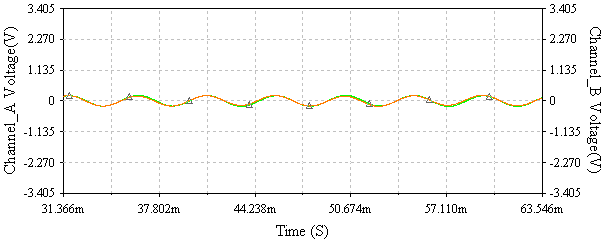 3.405 3.405
2.270 2.270
1.135 1.135
0 0
-1.135 -1.135
-2.270 -2.270
-3.405 -3.405
Channel_A Voltage(V)
Channel_B Voltage(V)
31.366m 37.802m 44.238m 50.674m 57.110m 63.546m
Time (S)